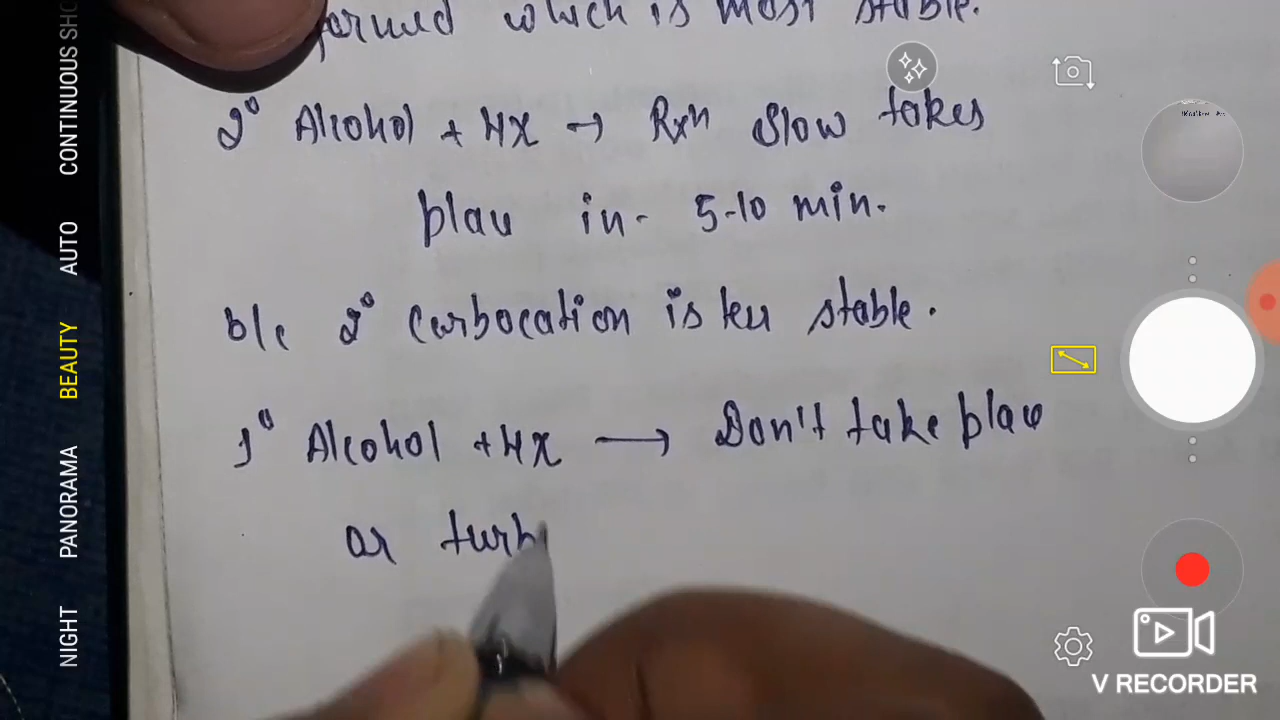 formed which is most stable.
2° Alcohol + HX → Rxn Slow takes
place in- 5-10 min.
b/c 2° Carbocation is less stable.
1° Alcohol + HX → Don't take place
or turb
CONTINUOUS SHO
AUTO
BEAUTY
PANORAMA
NIGHT
V RECORDER